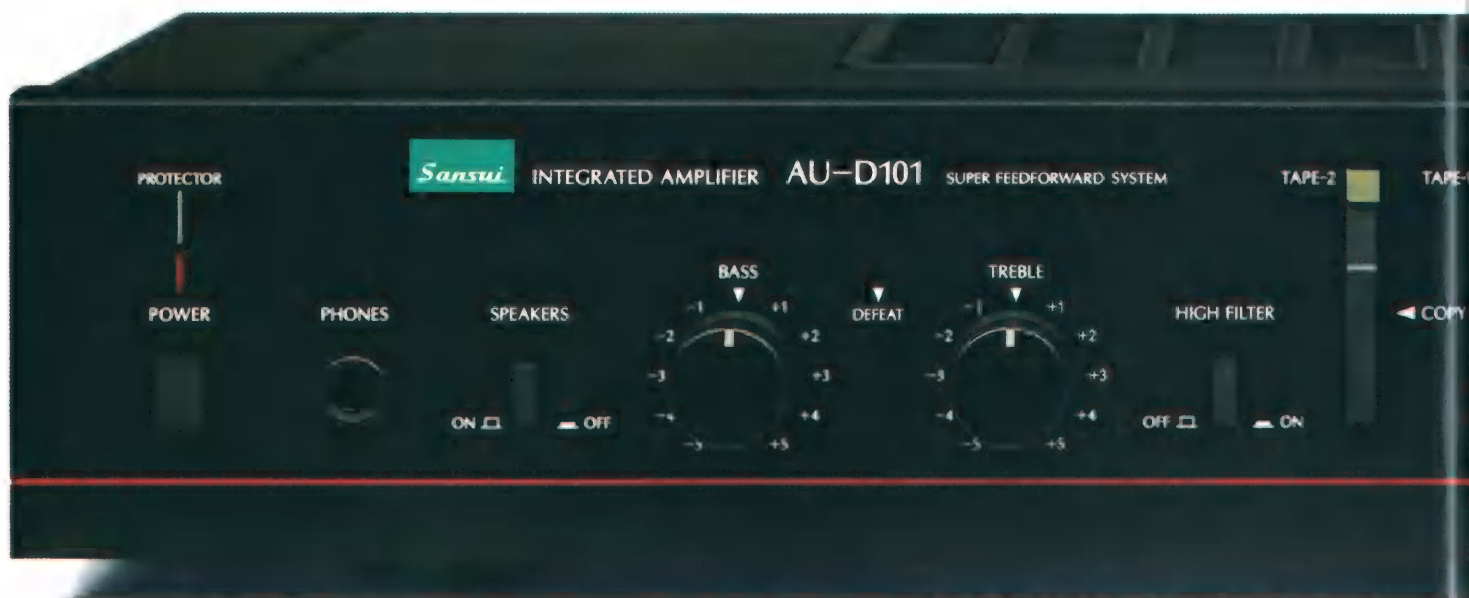 Sansui INTEGRATED AMPLIFIER AU-D101 SUPER FEEDFORWARD SYSTEM
PROTECTOR
TAPE-2
BASS
TREBLE
-1 +1
DEFEAT
-1 +1
POWER
PHONES
SPEAKERS
HIGH FILTER
◀ COPY
-2 +2
-2 +2
-3 +3
-3 +3
ON OFF
-4 +4
-4 +4
OFF ON
-5 +5
-5 +5